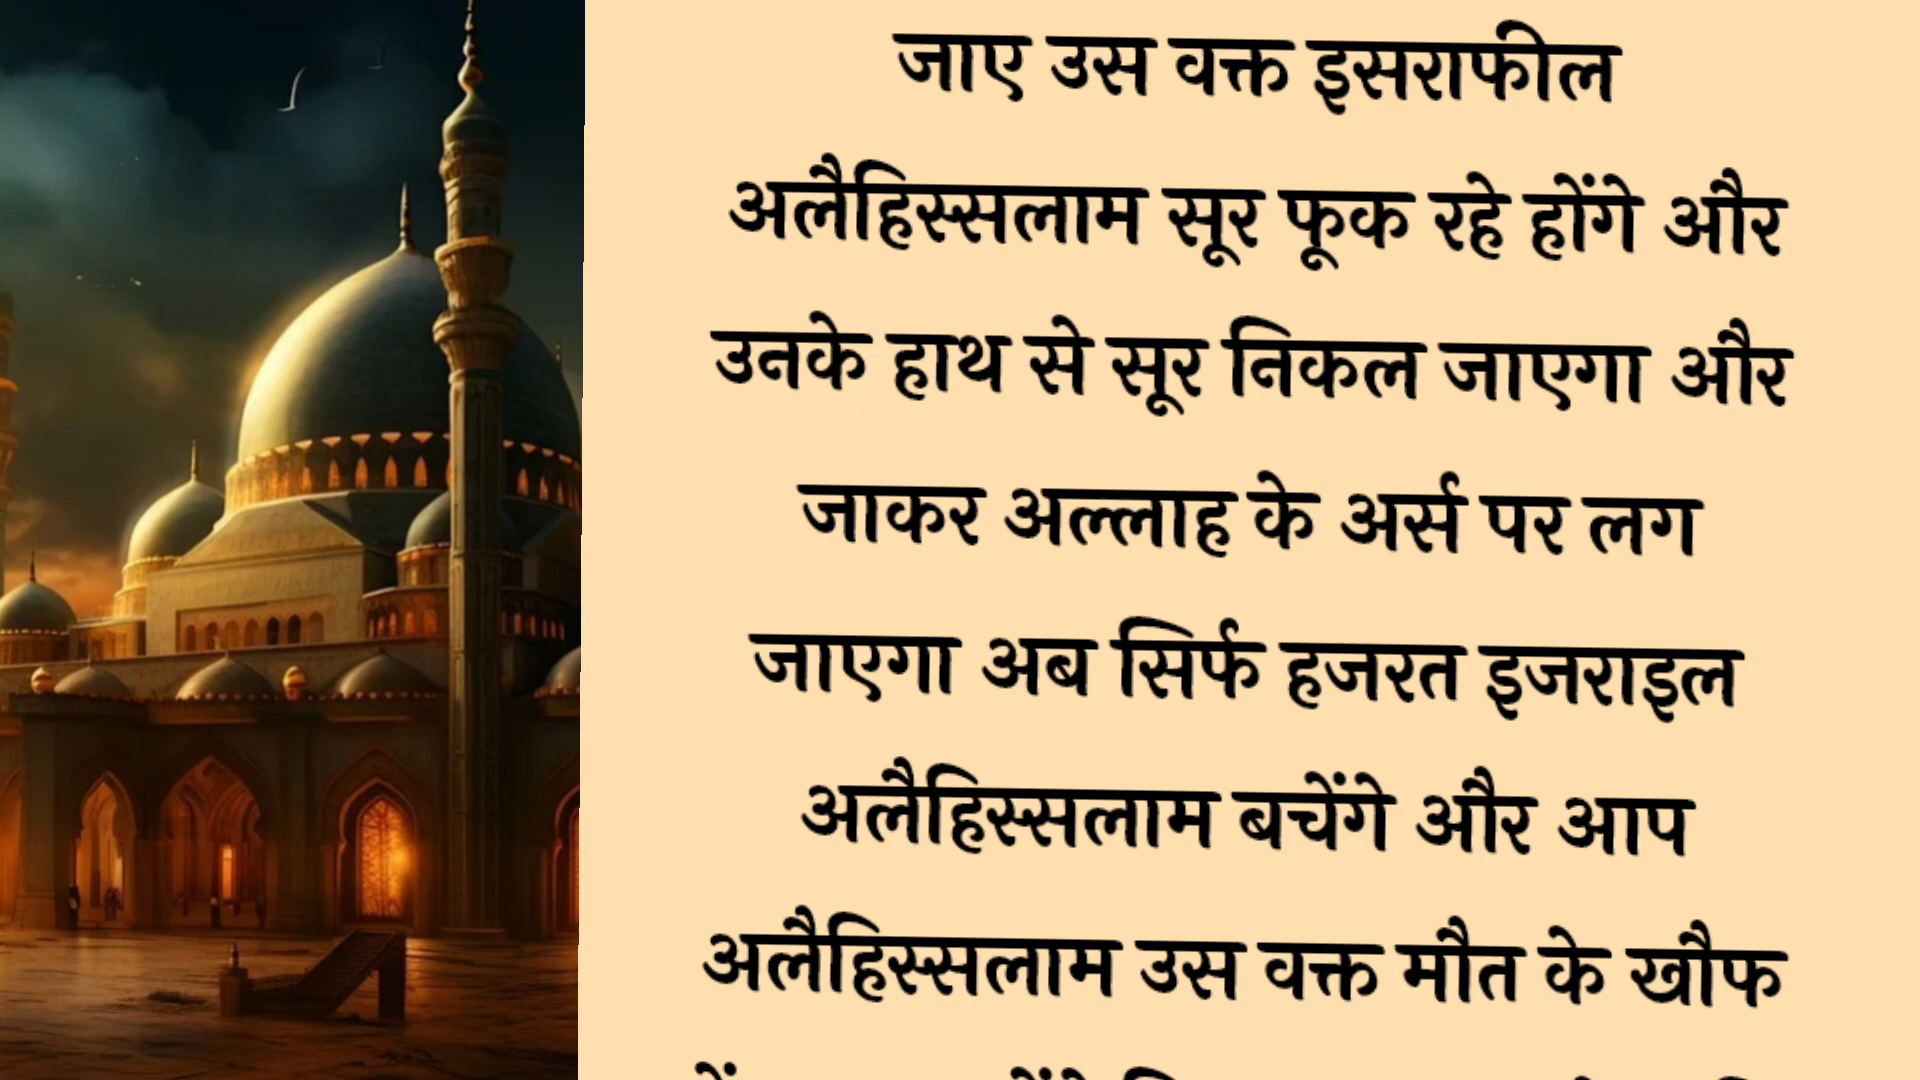 जाए उस वक्त इसराफील
अलैहिस्सलाम सूर फूक रहे होंगे और
उनके हाथ से सूर निकल जाएगा और
जाकर अल्लाह के अर्स पर लग
जाएगा अब सिर्फ हजरत इजराइल
अलैहिस्सलाम बचेंगे और आप
अलैहिस्सलाम उस वक्त मौत के खौफ